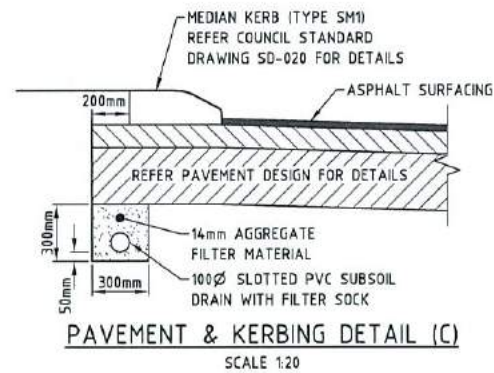 MEDIAN KERB (TYPE SM1)
REFER COUNCIL STANDARD
DRAWING SD-020 FOR DETAILS
ASPHALT SURFACING
200mm
REFER PAVEMENT DESIGN FOR DETAILS
300mm
14mm AGGREGATE
FILTER MATERIAL
100Ø SLOTTED PVC SUBSOIL
DRAIN WITH FILTER SOCK
50mm
300mm
PAVEMENT & KERBING DETAIL (C)
SCALE 1:20